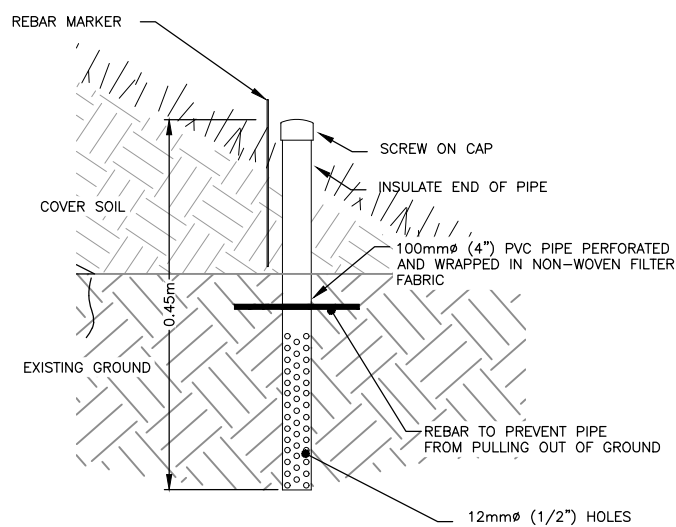 REBAR MARKER
SCREW ON CAP
INSULATE END OF PIPE
COVER SOIL
100mmø (4") PVC PIPE PERFORATED
AND WRAPPED IN NON-WOVEN FILTER
FABRIC
0.45m
EXISTING GROUND
REBAR TO PREVENT PIPE
FROM PULLING OUT OF GROUND
12mmø (1/2") HOLES